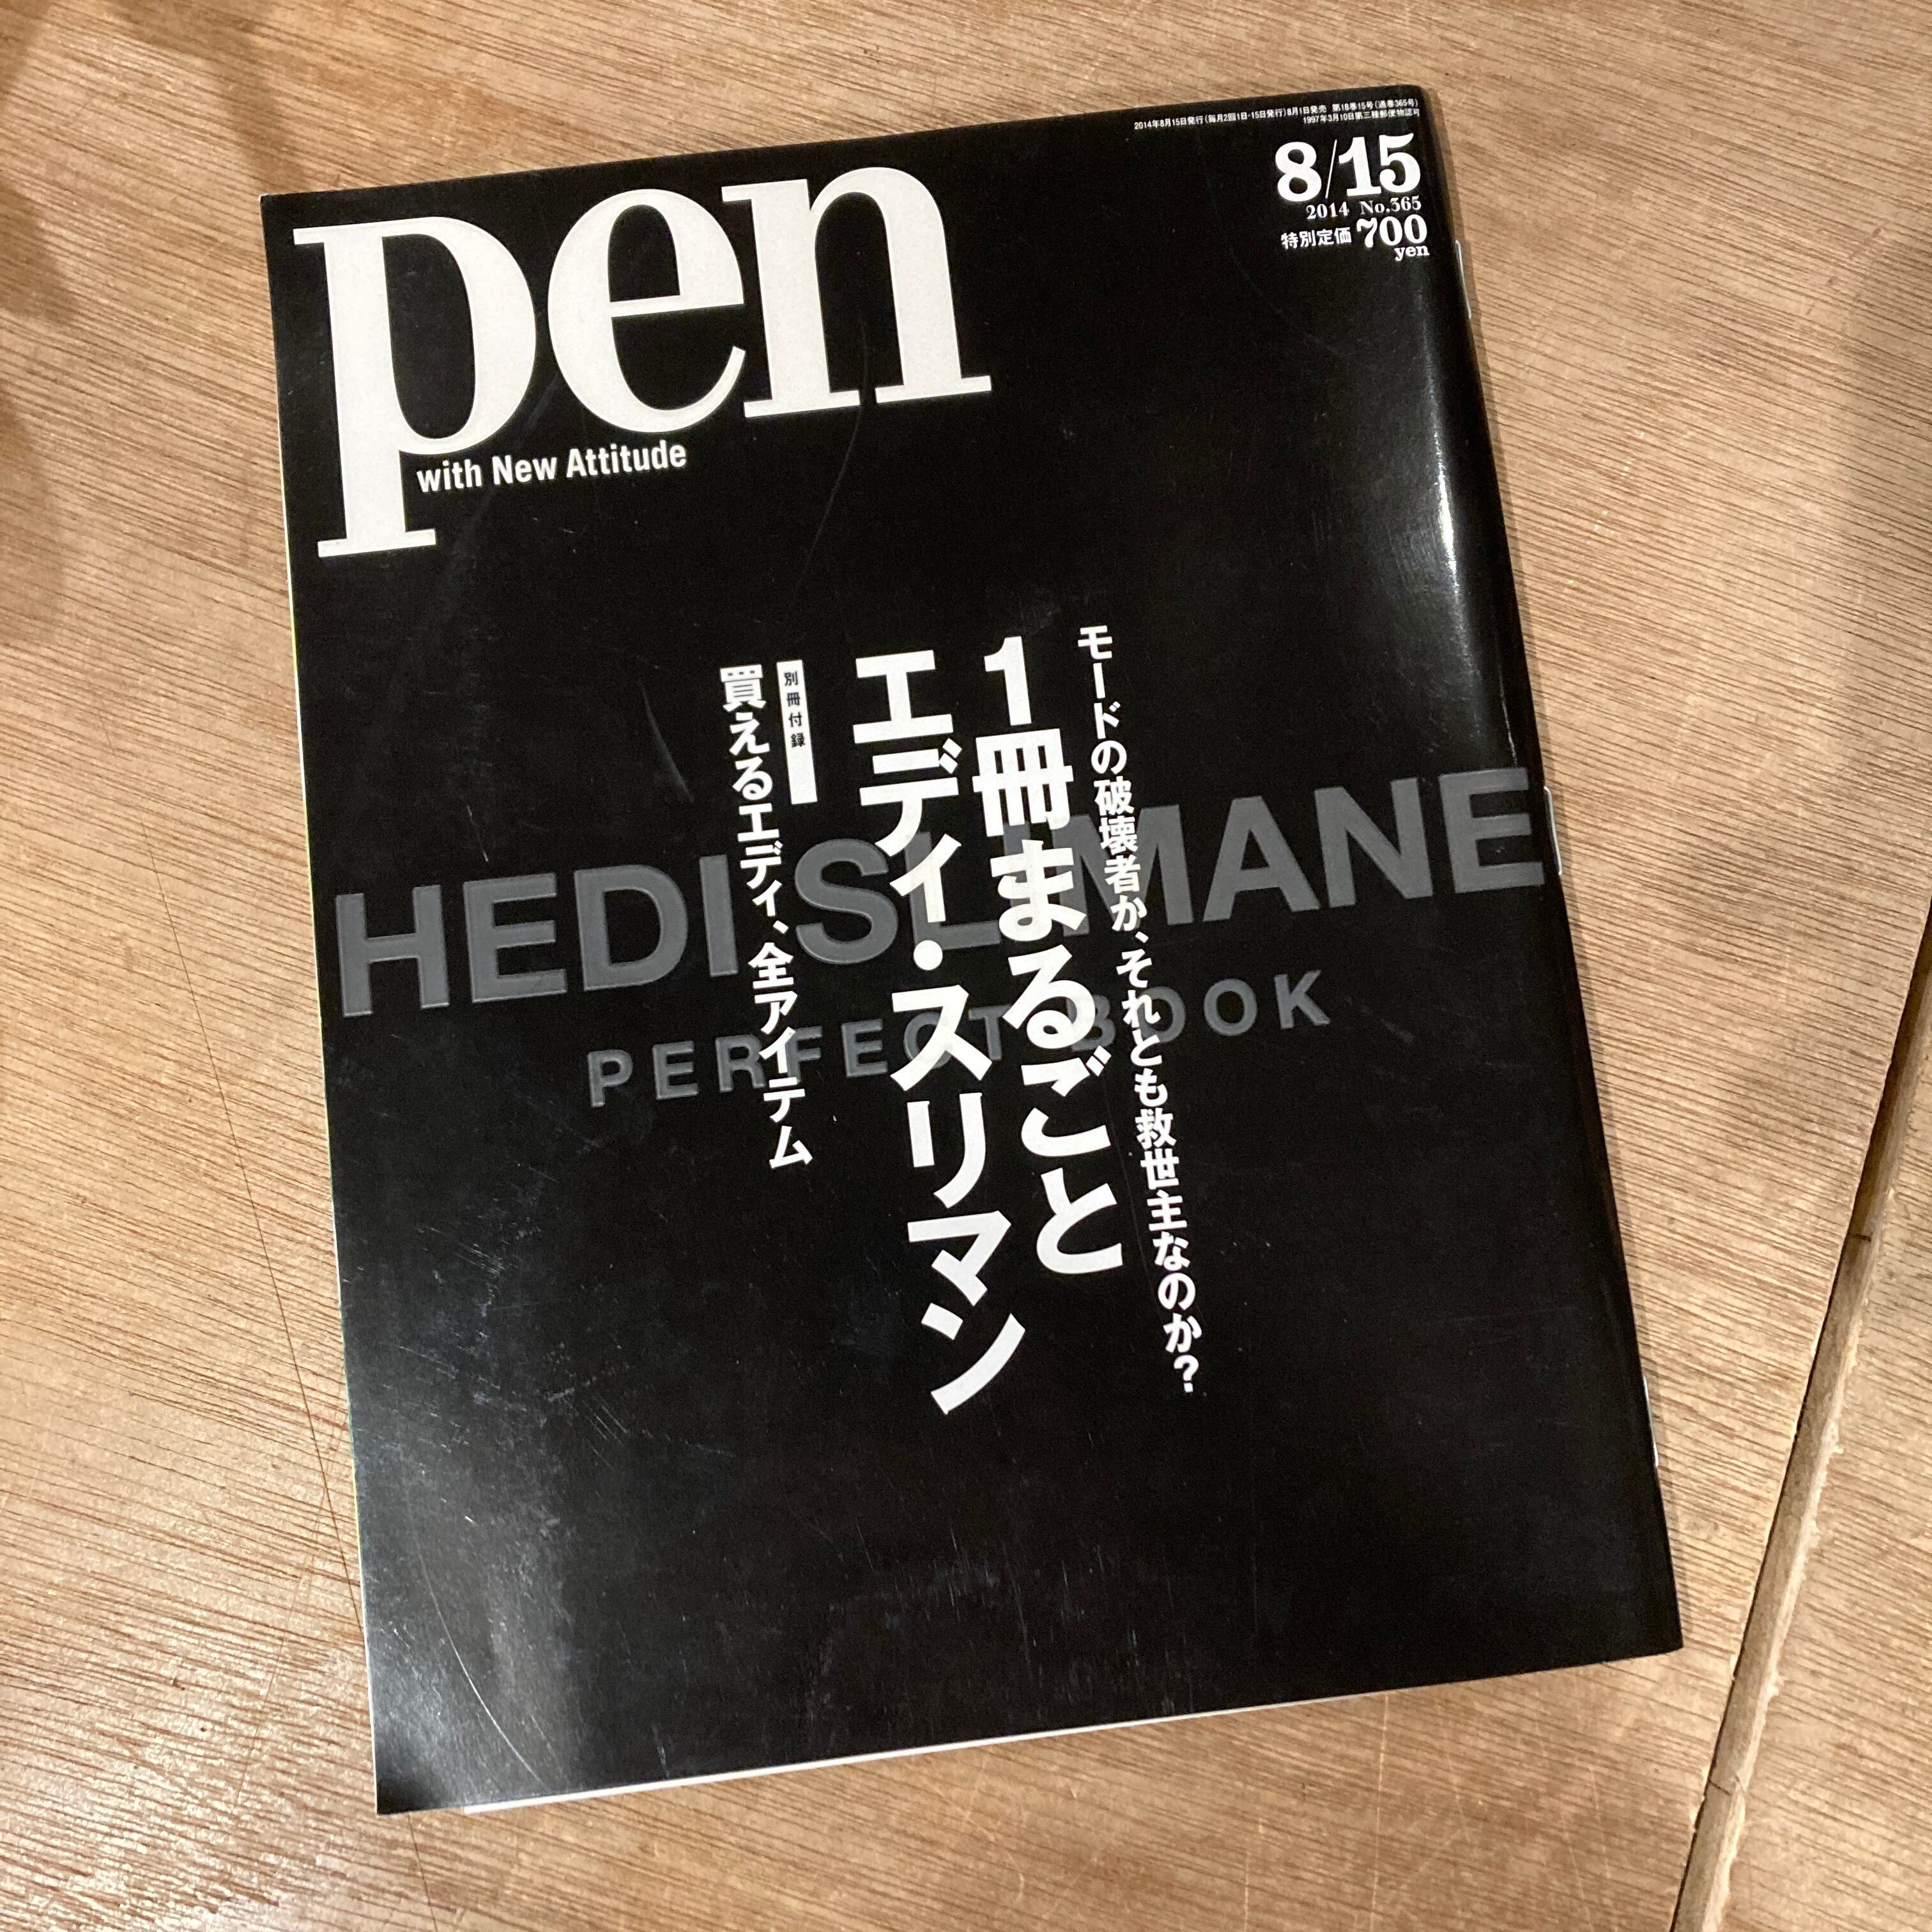 2014年8月15日発行(毎月2回1日・15日発行)8月1日発売 第18巻15号(通巻365号)
1997年3月10日第三種郵便物認可
pen
with New Attitude
8/15
2014 No.365
特別定価700
yen
モードの破壊者か、それとも救世主なのか?
1冊まるごと
エディ・スリマン
別冊付録
買えるエディ、全アイテム
HEDI SLIMANE
PERFECT BOOK